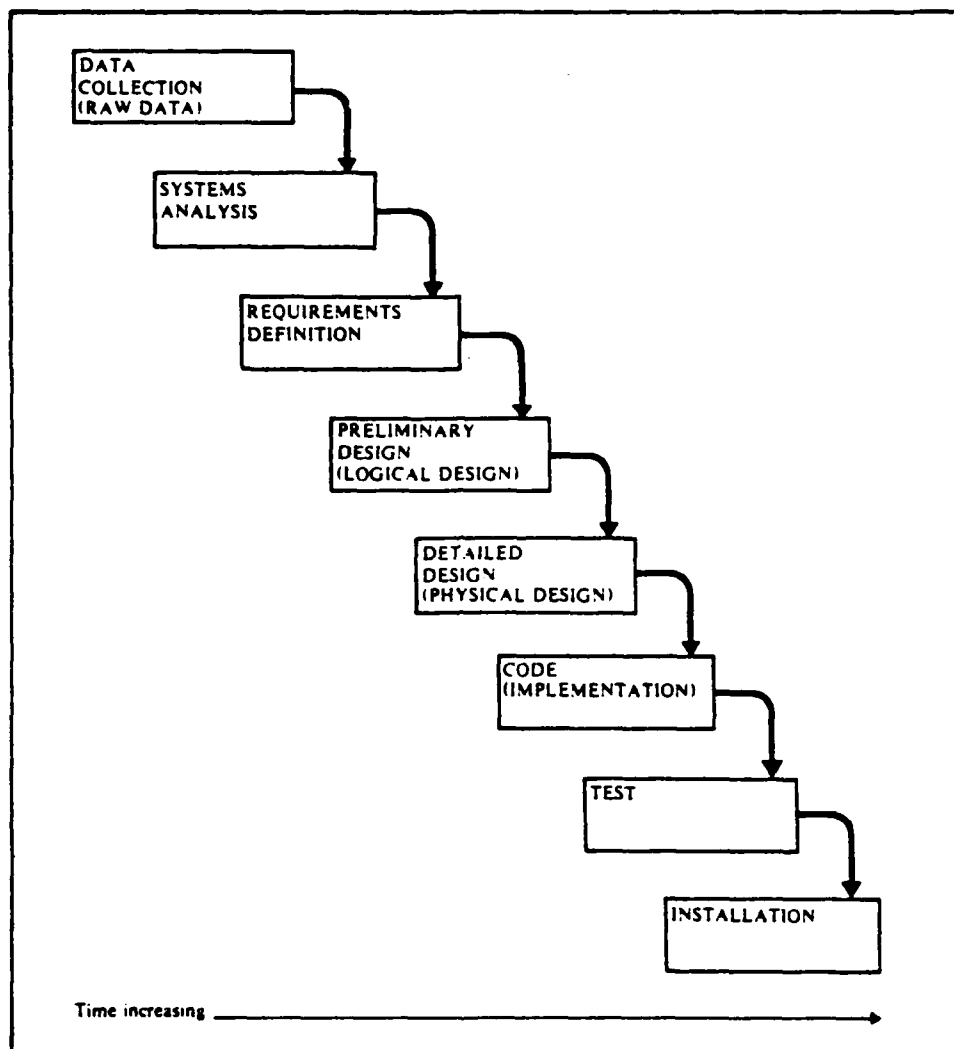 DATA
COLLECTION
(RAW DATA)
SYSTEMS
ANALYSIS
REQUIREMENTS
DEFINITION
PRELIMINARY
DESIGN
(LOGICAL DESIGN)
DETAILED
DESIGN
(PHYSICAL DESIGN)
CODE
(IMPLEMENTATION)
TEST
INSTALLATION
Time increasing